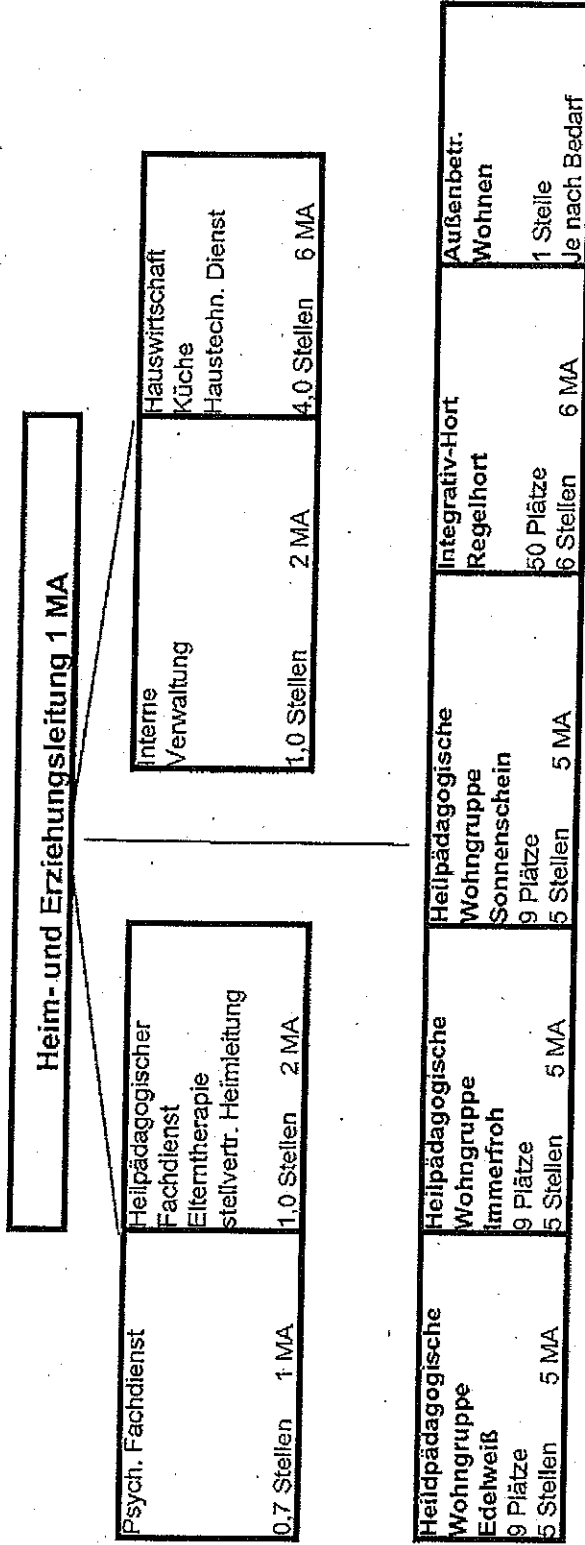 Heim- und Erziehungsleitung 1 MA
Psych. Fachdienst
0,7 Stellen 1 MA
Heilpädagogischer
Fachdienst
Elterntherapie
stellvertr. Heimleitung
1,0 Stellen 2 MA
Interne
Verwaltung
1,0 Stellen 2 MA
Hauswirtschaft
Küche
Haustechn. Dienst
4,0 Stellen 6 MA
Heildpädagogische
Wohngruppe
Edelweiß
9 Plätze
5 Stellen 5 MA
Heilpädagogische
Wohngruppe
Immerfroh
9 Plätze
5 Stellen 5 MA
Heilpädagogische
Wohngruppe
Sonnenschein
9 Plätze
5 Stellen 5 MA
Integrativ-Hort
Regelhort
50 Plätze
6 Stellen 6 MA
Außenbetr.
Wohnen
1 Stelle
Je nach Bedarf